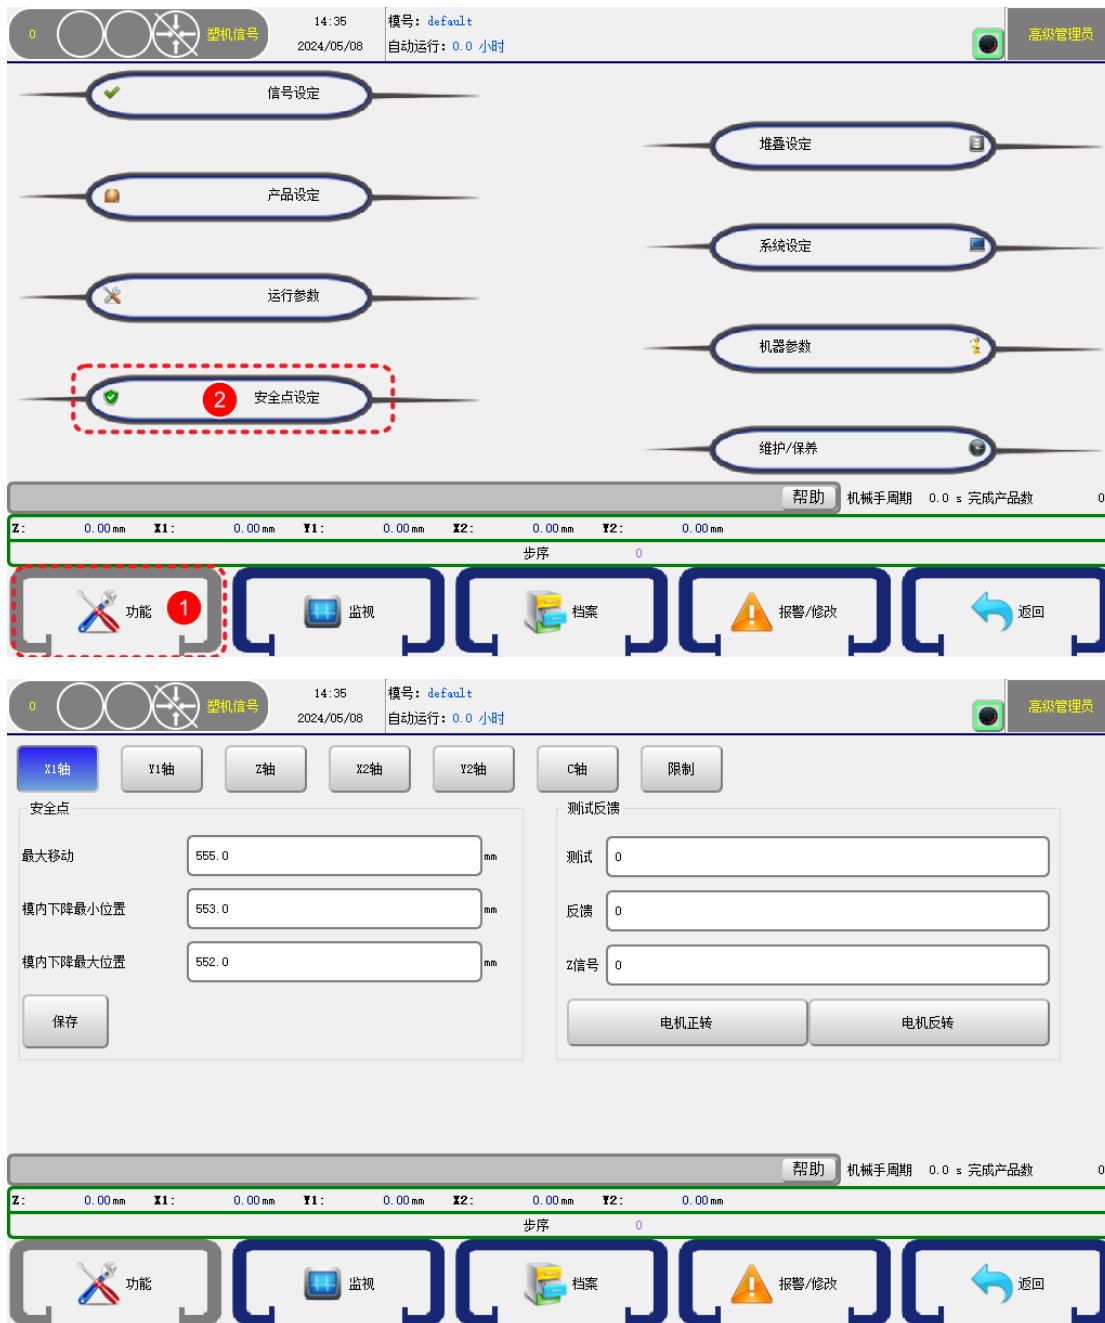 0 塑机信号 14:35 模号: default 高级管理员
2024/05/08 自动运行: 0.0 小时
信号设定
堆叠设定
产品设定
系统设定
运行参数
机器参数
2 安全点设定
维护/保养
帮助 机械手周期 0.0 s 完成产品数 0
Z: 0.00mm X1: 0.00mm Y1: 0.00mm X2: 0.00mm Y2: 0.00mm
步序 0
功能 1 监视 档案 报警/修改 返回
0 塑机信号 14:35 模号: default 高级管理员
2024/05/08 自动运行: 0.0 小时
X1轴 Y1轴 Z轴 X2轴 Y2轴 C轴 限制
安全点 测试反馈
最大移动 555.0 mm 测试 0
模内下降最小位置 553.0 mm 反馈 0
模内下降最大位置 552.0 mm Z信号 0
保存 电机正转 电机反转
帮助 机械手周期 0.0 s 完成产品数 0
Z: 0.00mm X1: 0.00mm Y1: 0.00mm X2: 0.00mm Y2: 0.00mm
步序 0
功能 监视 档案 报警/修改 返回